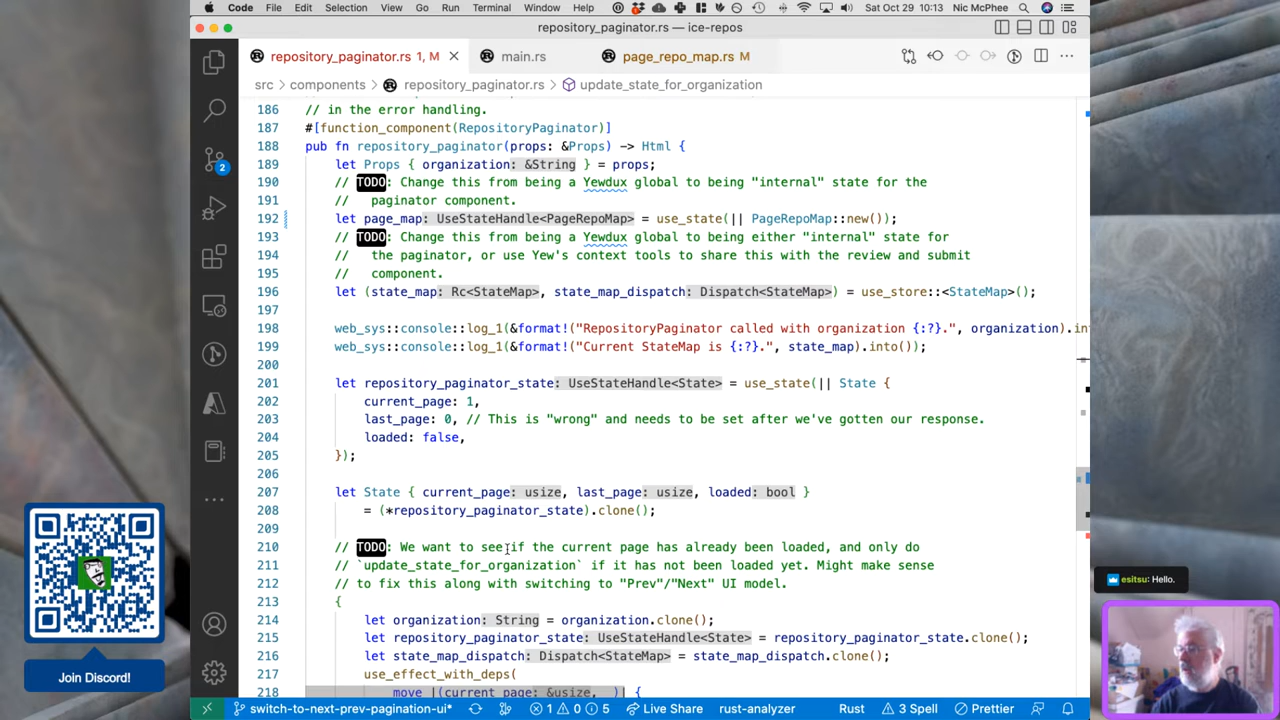 Code File Edit Selection View Go Run Terminal Window Help Sat Oct 29 10:13 Nic McPhee
repository_paginator.rs — ice-repos
repository_paginator.rs 1, M main.rs page_repo_map.rs M
src > components > repository_paginator.rs > update_state_for_organization
186 // in the error handling.
187 #[function_component(RepositoryPaginator)]
188 pub fn repository_paginator(props: &Props) -> Html {
189 let Props { organization: &String } = props;
190 // TODO: Change this from being a Yewdux global to being "internal" state for the
191 // paginator component.
192 let page_map: UseStateHandle<PageRepoMap> = use_state(|| PageRepoMap::new());
193 // TODO: Change this from being a Yewdux global to being either "internal" state for
194 // the paginator, or use Yew's context tools to share this with the review and submit
195 // component.
196 let (state_map: Rc<StateMap>, state_map_dispatch: Dispatch<StateMap>) = use_store::<StateMap>();
197
198 web_sys::console::log_1(&format!("RepositoryPaginator called with organization {:?}.", organization).in
199 web_sys::console::log_1(&format!("Current StateMap is {:?}.", state_map).into());
200
201 let repository_paginator_state: UseStateHandle<State> = use_state(|| State {
202 current_page: 1,
203 last_page: 0, // This is "wrong" and needs to be set after we've gotten our response.
204 loaded: false,
205 });
206
207 let State { current_page: usize, last_page: usize, loaded: bool }
208 = (*repository_paginator_state).clone();
209
210 // TODO: We want to see if the current page has already been loaded, and only do
211 // `update_state_for_organization` if it has not been loaded yet. Might make sense
212 // to fix this along with switching to "Prev"/"Next" UI model.
213 {
214 let organization: String = organization.clone();
215 let repository_paginator_state: UseStateHandle<State> = repository_paginator_state.clone();
216 let state_map_dispatch: Dispatch<StateMap> = state_map_dispatch.clone();
217 use_effect_with_deps(
218 move |(current_page: &usize, _)| {
2
esitsu: Hello.
Join Discord!
switch-to-next-prev-pagination-ui* 1 0 5 Live Share rust-analyzer Rust 3 Spell Prettier